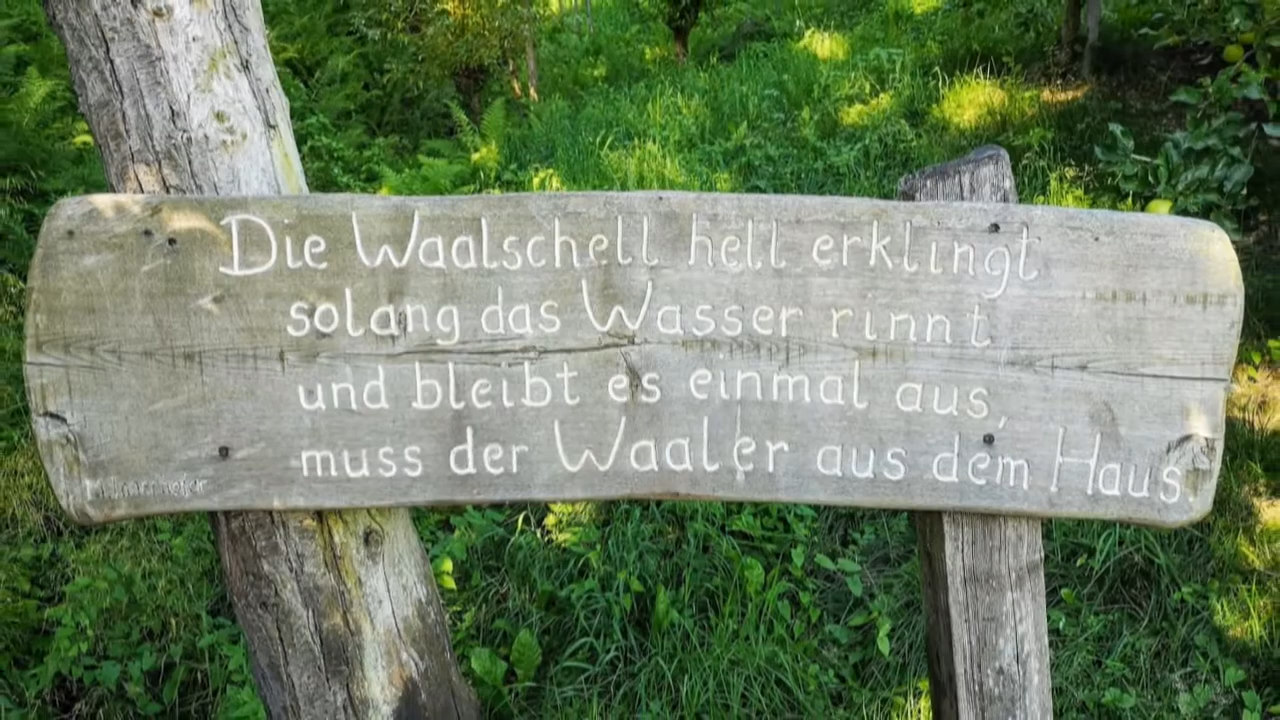 Die Waalschell hell erklingt
solang das Wasser rinnt
und bleibt es einmal aus,
muss der Waaler aus dem Haus.